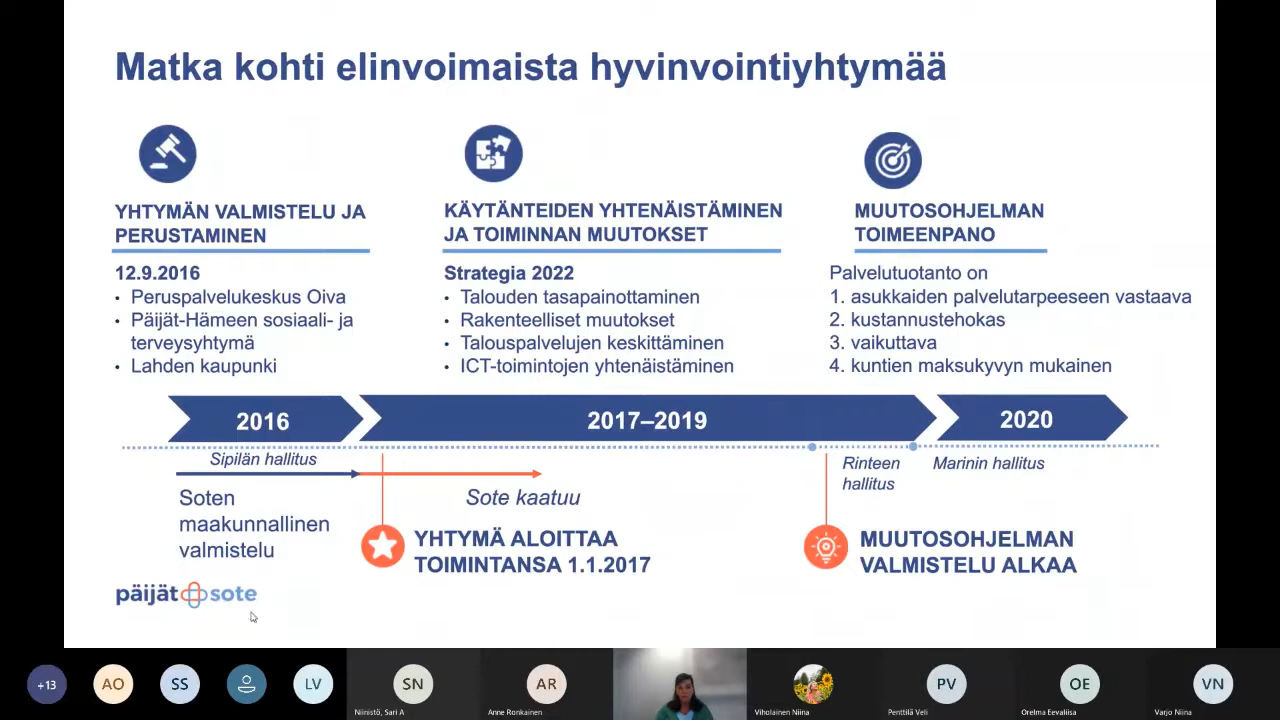 Matka kohti elinvoimaista hyvinvointiyhtymää
YHTYMÄN VALMISTELU JA
PERUSTAMINEN
12.9.2016
• Peruspalvelukeskus Oiva
• Päijät-Hämeen sosiaali- ja
terveysyhtymä
• Lahden kaupunki
KÄYTÄNTEIDEN YHTENÄISTÄMINEN
JA TOIMINNAN MUUTOKSET
Strategia 2022
• Talouden tasapainottaminen
• Rakenteelliset muutokset
• Talouspalvelujen keskittäminen
• ICT-toimintojen yhtenäistäminen
MUUTOSOHJELMAN
TOIMEENPANO
Palvelutuotanto on
1. asukkaiden palvelutarpeeseen vastaava
2. kustannustehokas
3. vaikuttava
4. kuntien maksukyvyn mukainen
2016
2017–2019
2020
Sipilän hallitus
Rinteen
hallitus
Marinin hallitus
Soten
maakunnallinen
valmistelu
Sote kaatuu
YHTYMÄ ALOITTAA
TOIMINTANSA 1.1.2017
MUUTOSOHJELMAN
VALMISTELU ALKAA
päijät sote
+13
AO
SS
LV
SN
Niinistö, Sari A
AR
Anne Ronkainen
Viholainen Niina
PV
Penttilä Veli
OE
Orelma Eevaliisa
VN
Varjo Niina